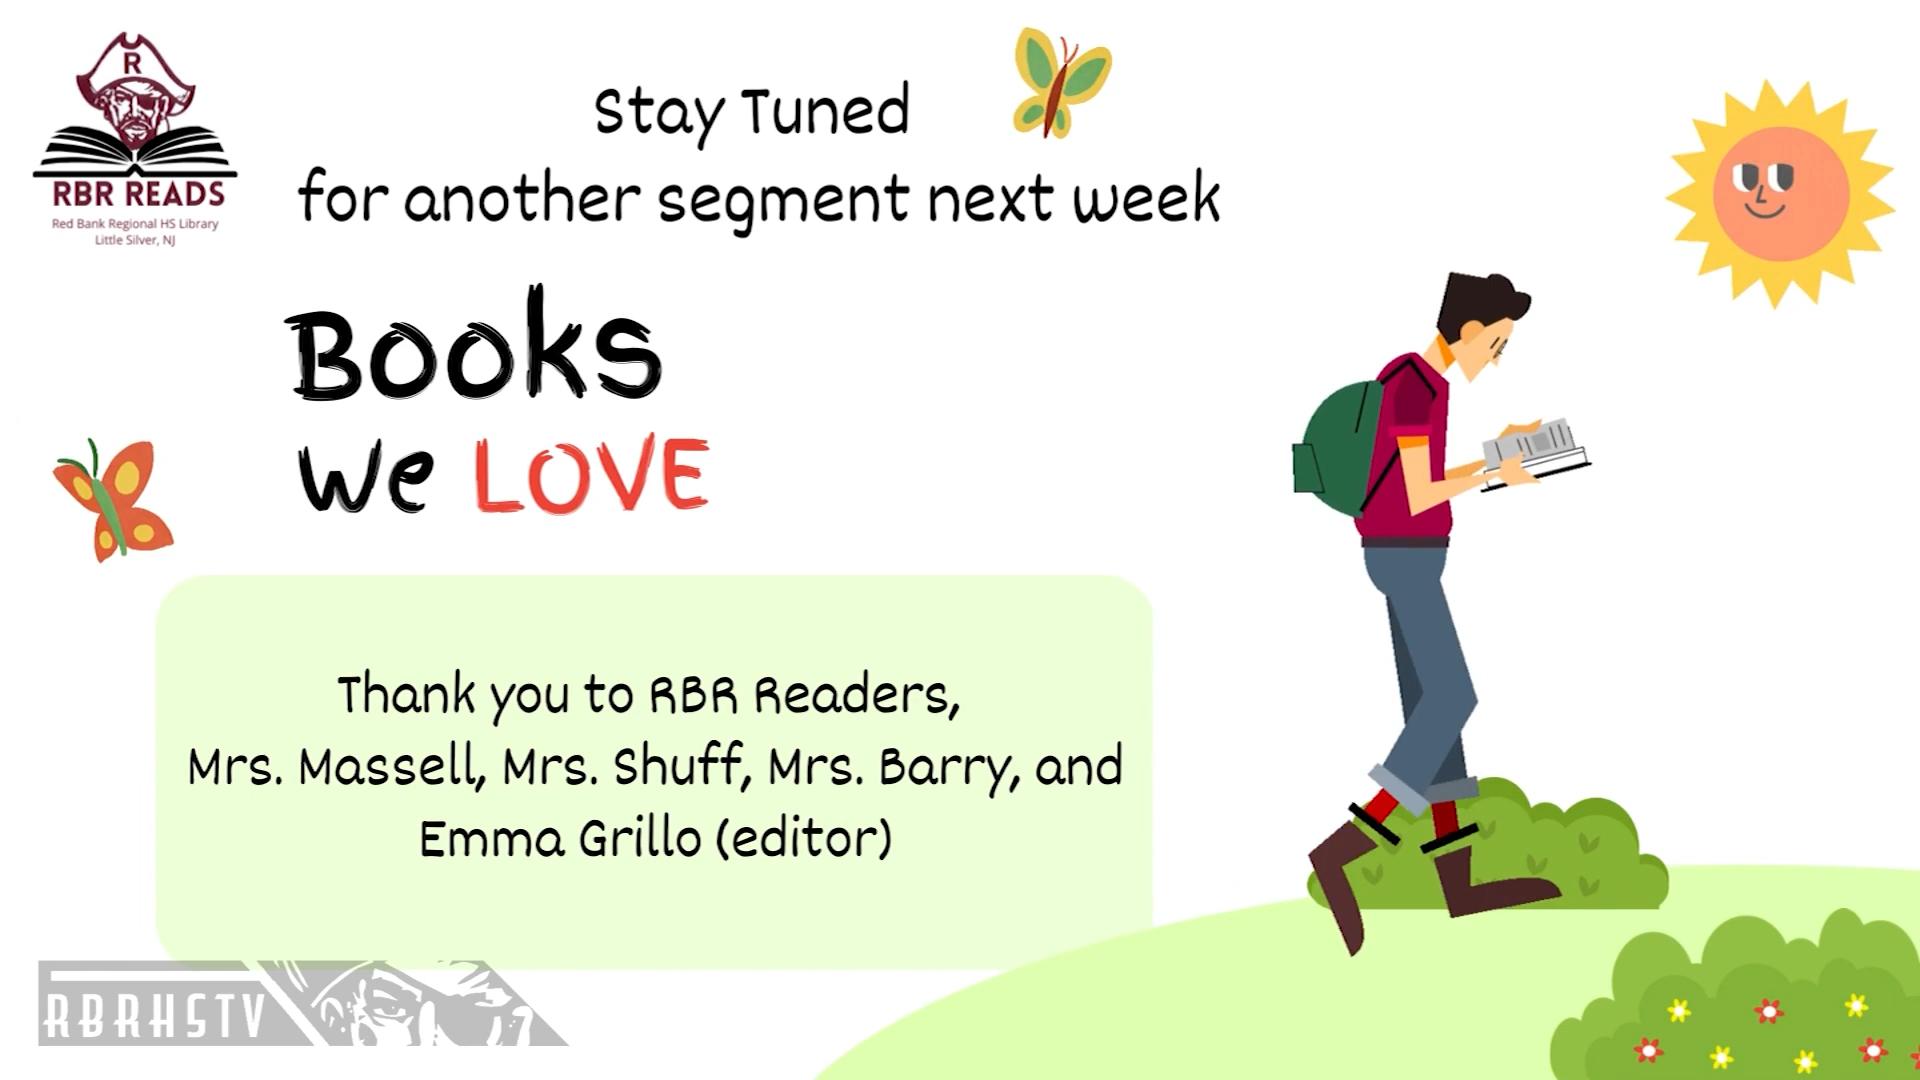 R
RBR READS
Red Bank Regional HS Library
Little Silver, NJ
Stay Tuned
for another segment next week
Books
We LOVE
Thank you to RBR Readers,
Mrs. Massell, Mrs. Shuff, Mrs. Barry, and
Emma Grillo (editor)
RBRHSTV